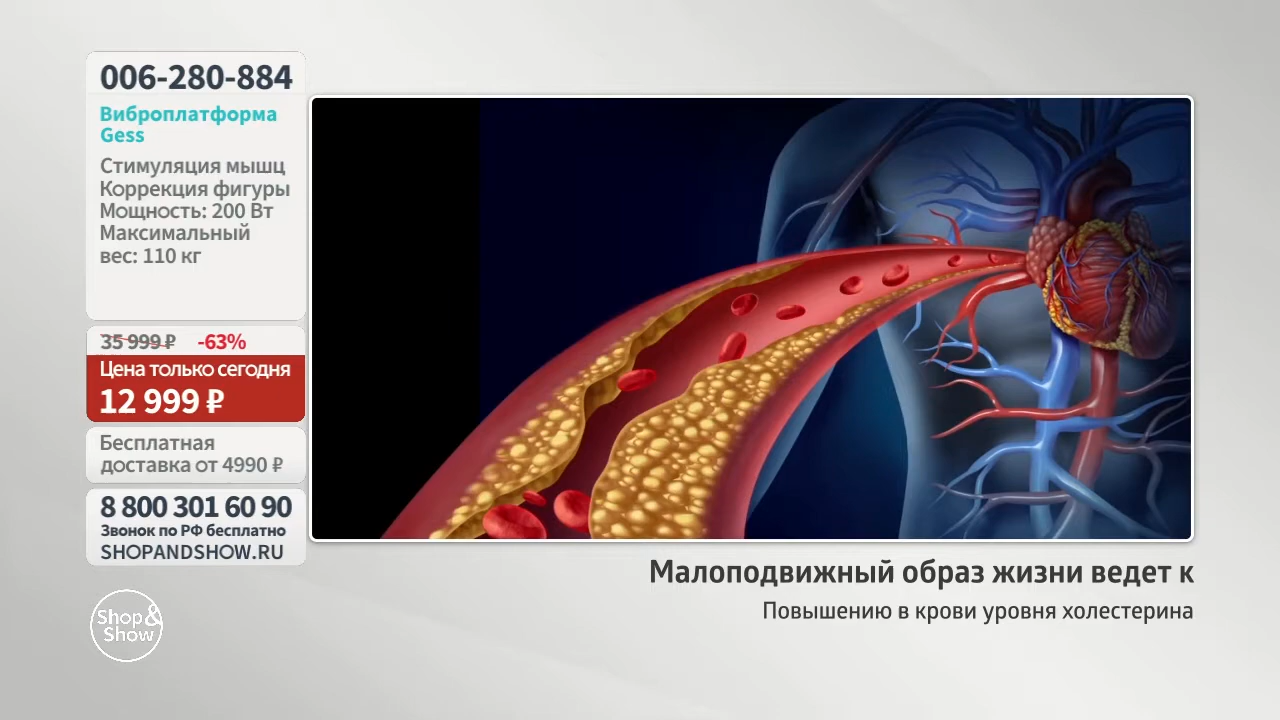 006-280-884
Виброплатформа
Gess
Стимуляция мышц
Коррекция фигуры
Мощность: 200 Вт
Максимальный
вес: 110 кг
35 999 ₽ -63%
Цена только сегодня
12 999 ₽
Бесплатная
доставка от 4990 ₽
8 800 301 60 90
Звонок по РФ бесплатно
SHOPANDSHOW.RU
Shop&
Show
Малоподвижный образ жизни ведет к
Повышению в крови уровня холестерина